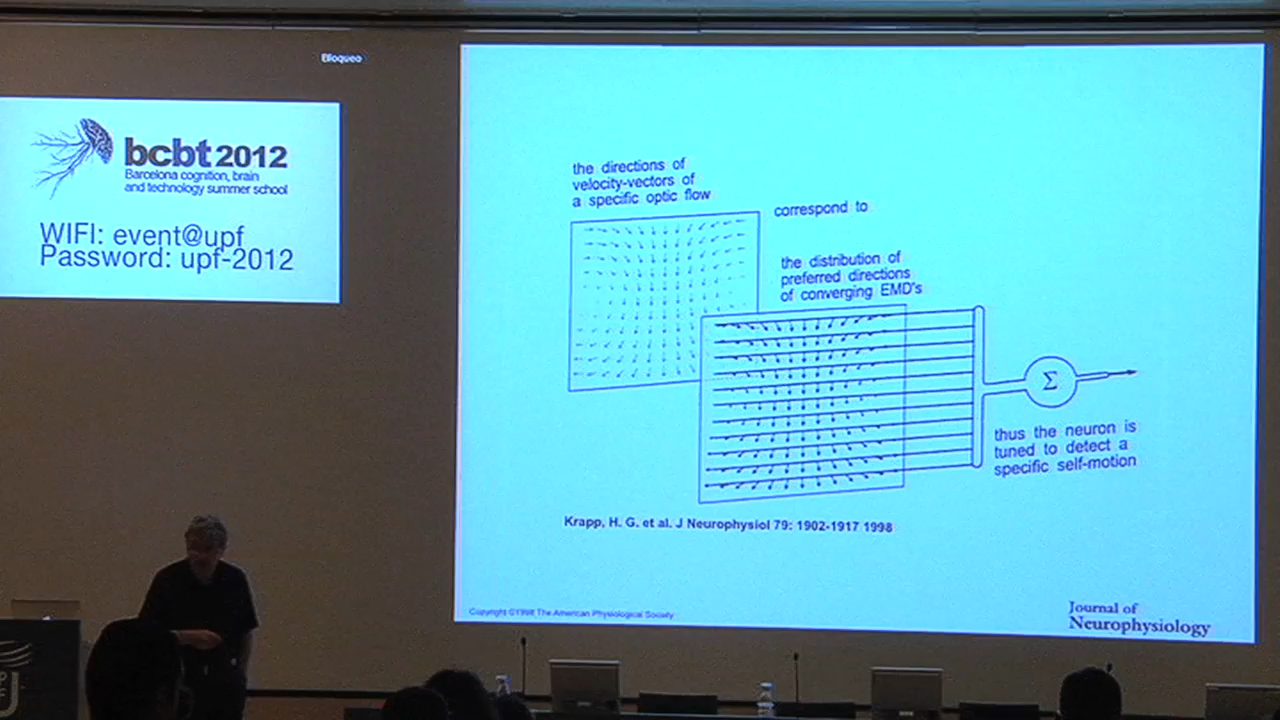 Bloqueo
bcbt 2012
Barcelona cognition, brain
and technology summer school
WIFI: event@upf
Password: upf-2012
the directions of
velocity-vectors of
a specific optic flow
correspond to
the distribution of
preferred directions
of converging EMD's
Σ
thus the neuron is
tuned to detect a
specific self-motion
Krapp, H. G. et al. J Neurophysiol 79: 1902-1917 1998
Copyright ©1998 The American Physiological Society
Journal of
Neurophysiology